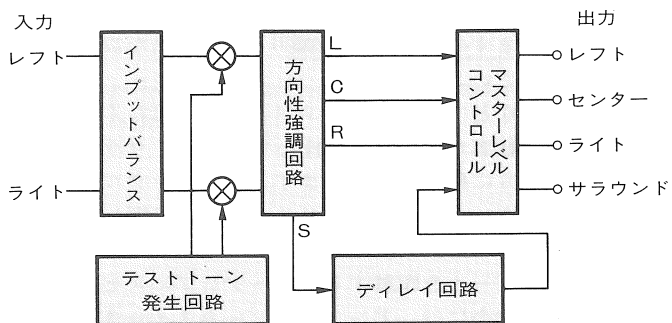 入力
レフト
ライト
インプットバランス
方向性強調回路
L
C
R
S
マスターレベル
コントロール
出力
レフト
センター
ライト
サラウンド
テストトーン
発生回路
ディレイ回路